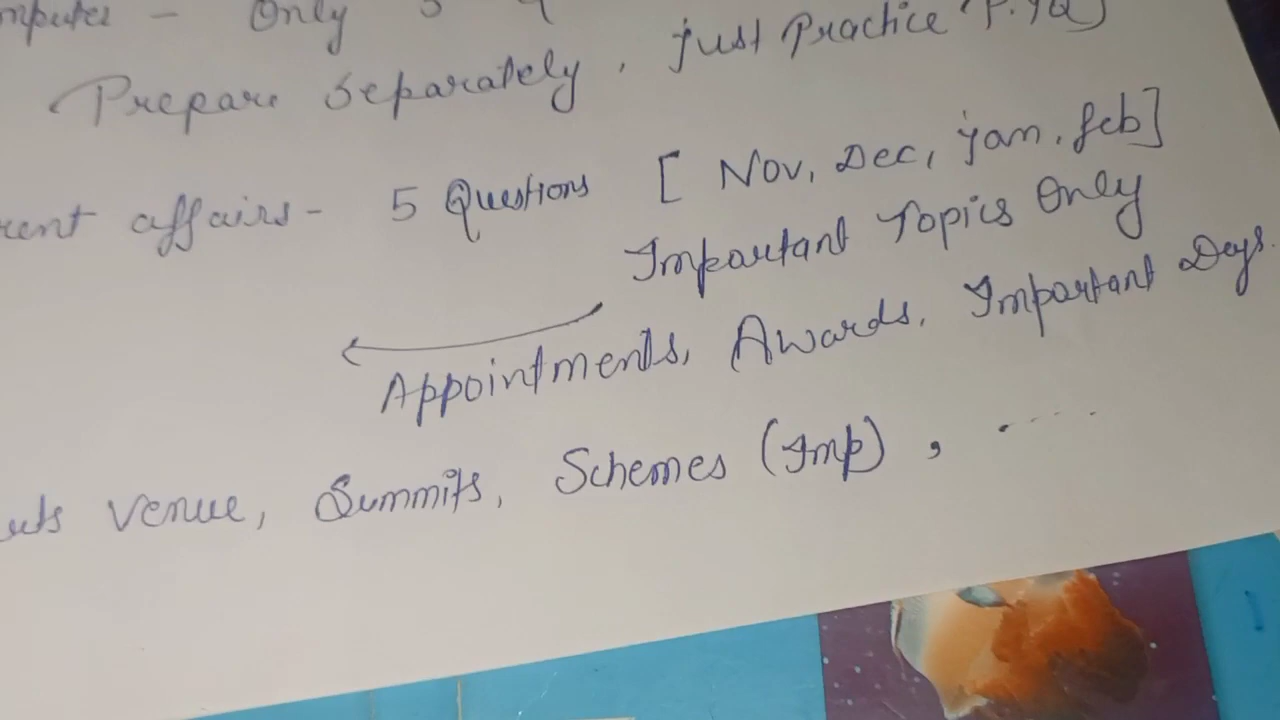 Only
Prepare Separately, just Practice (P.YQ)
affairs - 5 Questions [ Nov, Dec, jan, feb]
Important Topics Only
Appointments, Awards, Important Days.
Venue, Summits, Schemes (Imp), .....